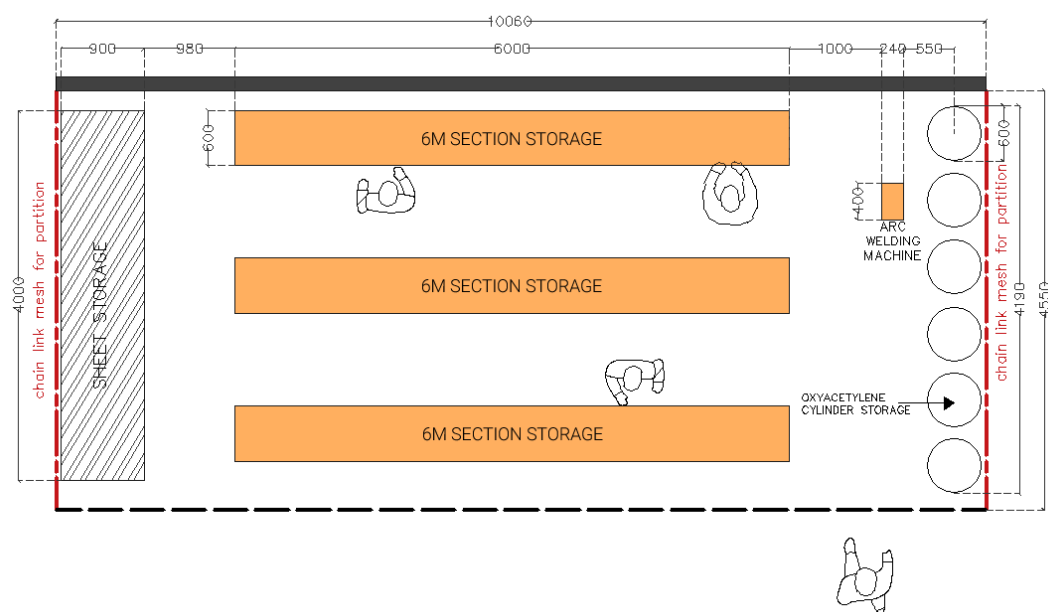 10060
900
980
6000
1000
240
550
600
6M SECTION STORAGE
600
400
ARC
WELDING
MACHINE
chain link mesh for partition
4000
SHEET STORAGE
6M SECTION STORAGE
chain link mesh for partition
4190
4550
OXYACETYLENE
CYLINDER STORAGE
6M SECTION STORAGE